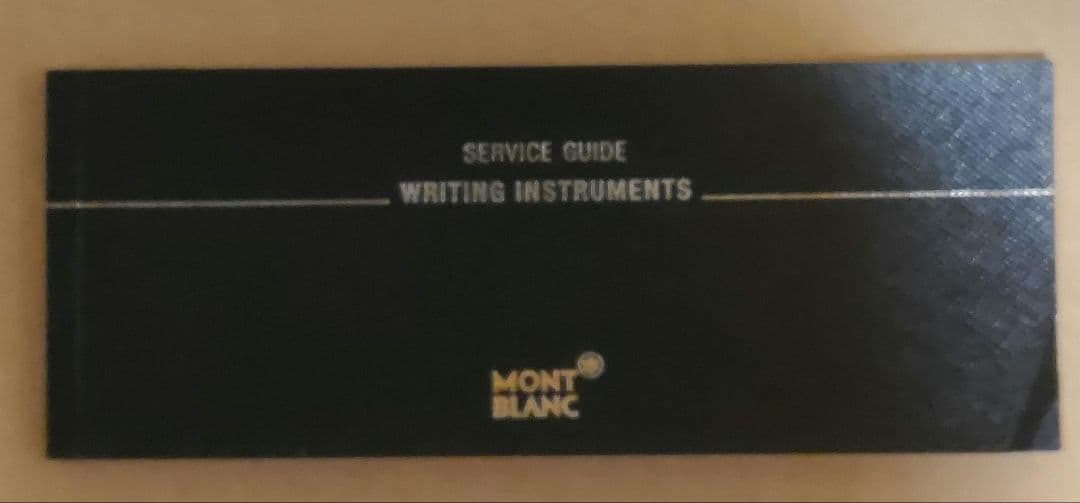 SERVICE GUIDE
WRITING INSTRUMENTS
MONT
BLANC